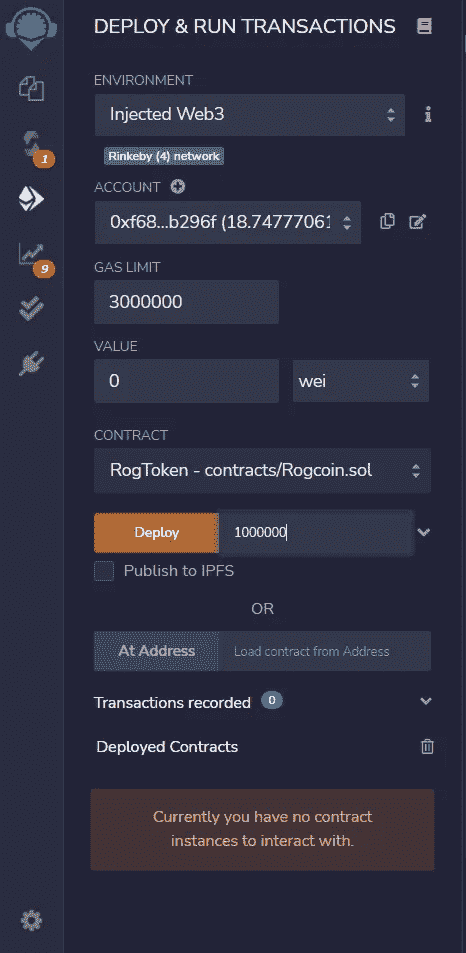 DEPLOY & RUN TRANSACTIONS
ENVIRONMENT
Injected Web3
Rinkeby (4) network
ACCOUNT
0xf68...b296f (18.74777061
GAS LIMIT
3000000
VALUE
0 wei
CONTRACT
RogToken - contracts/Rogcoin.sol
Deploy 1000000
Publish to IPFS
OR
At Address Load contract from Address
Transactions recorded 0
Deployed Contracts
Currently you have no contract
instances to interact with.
1
9